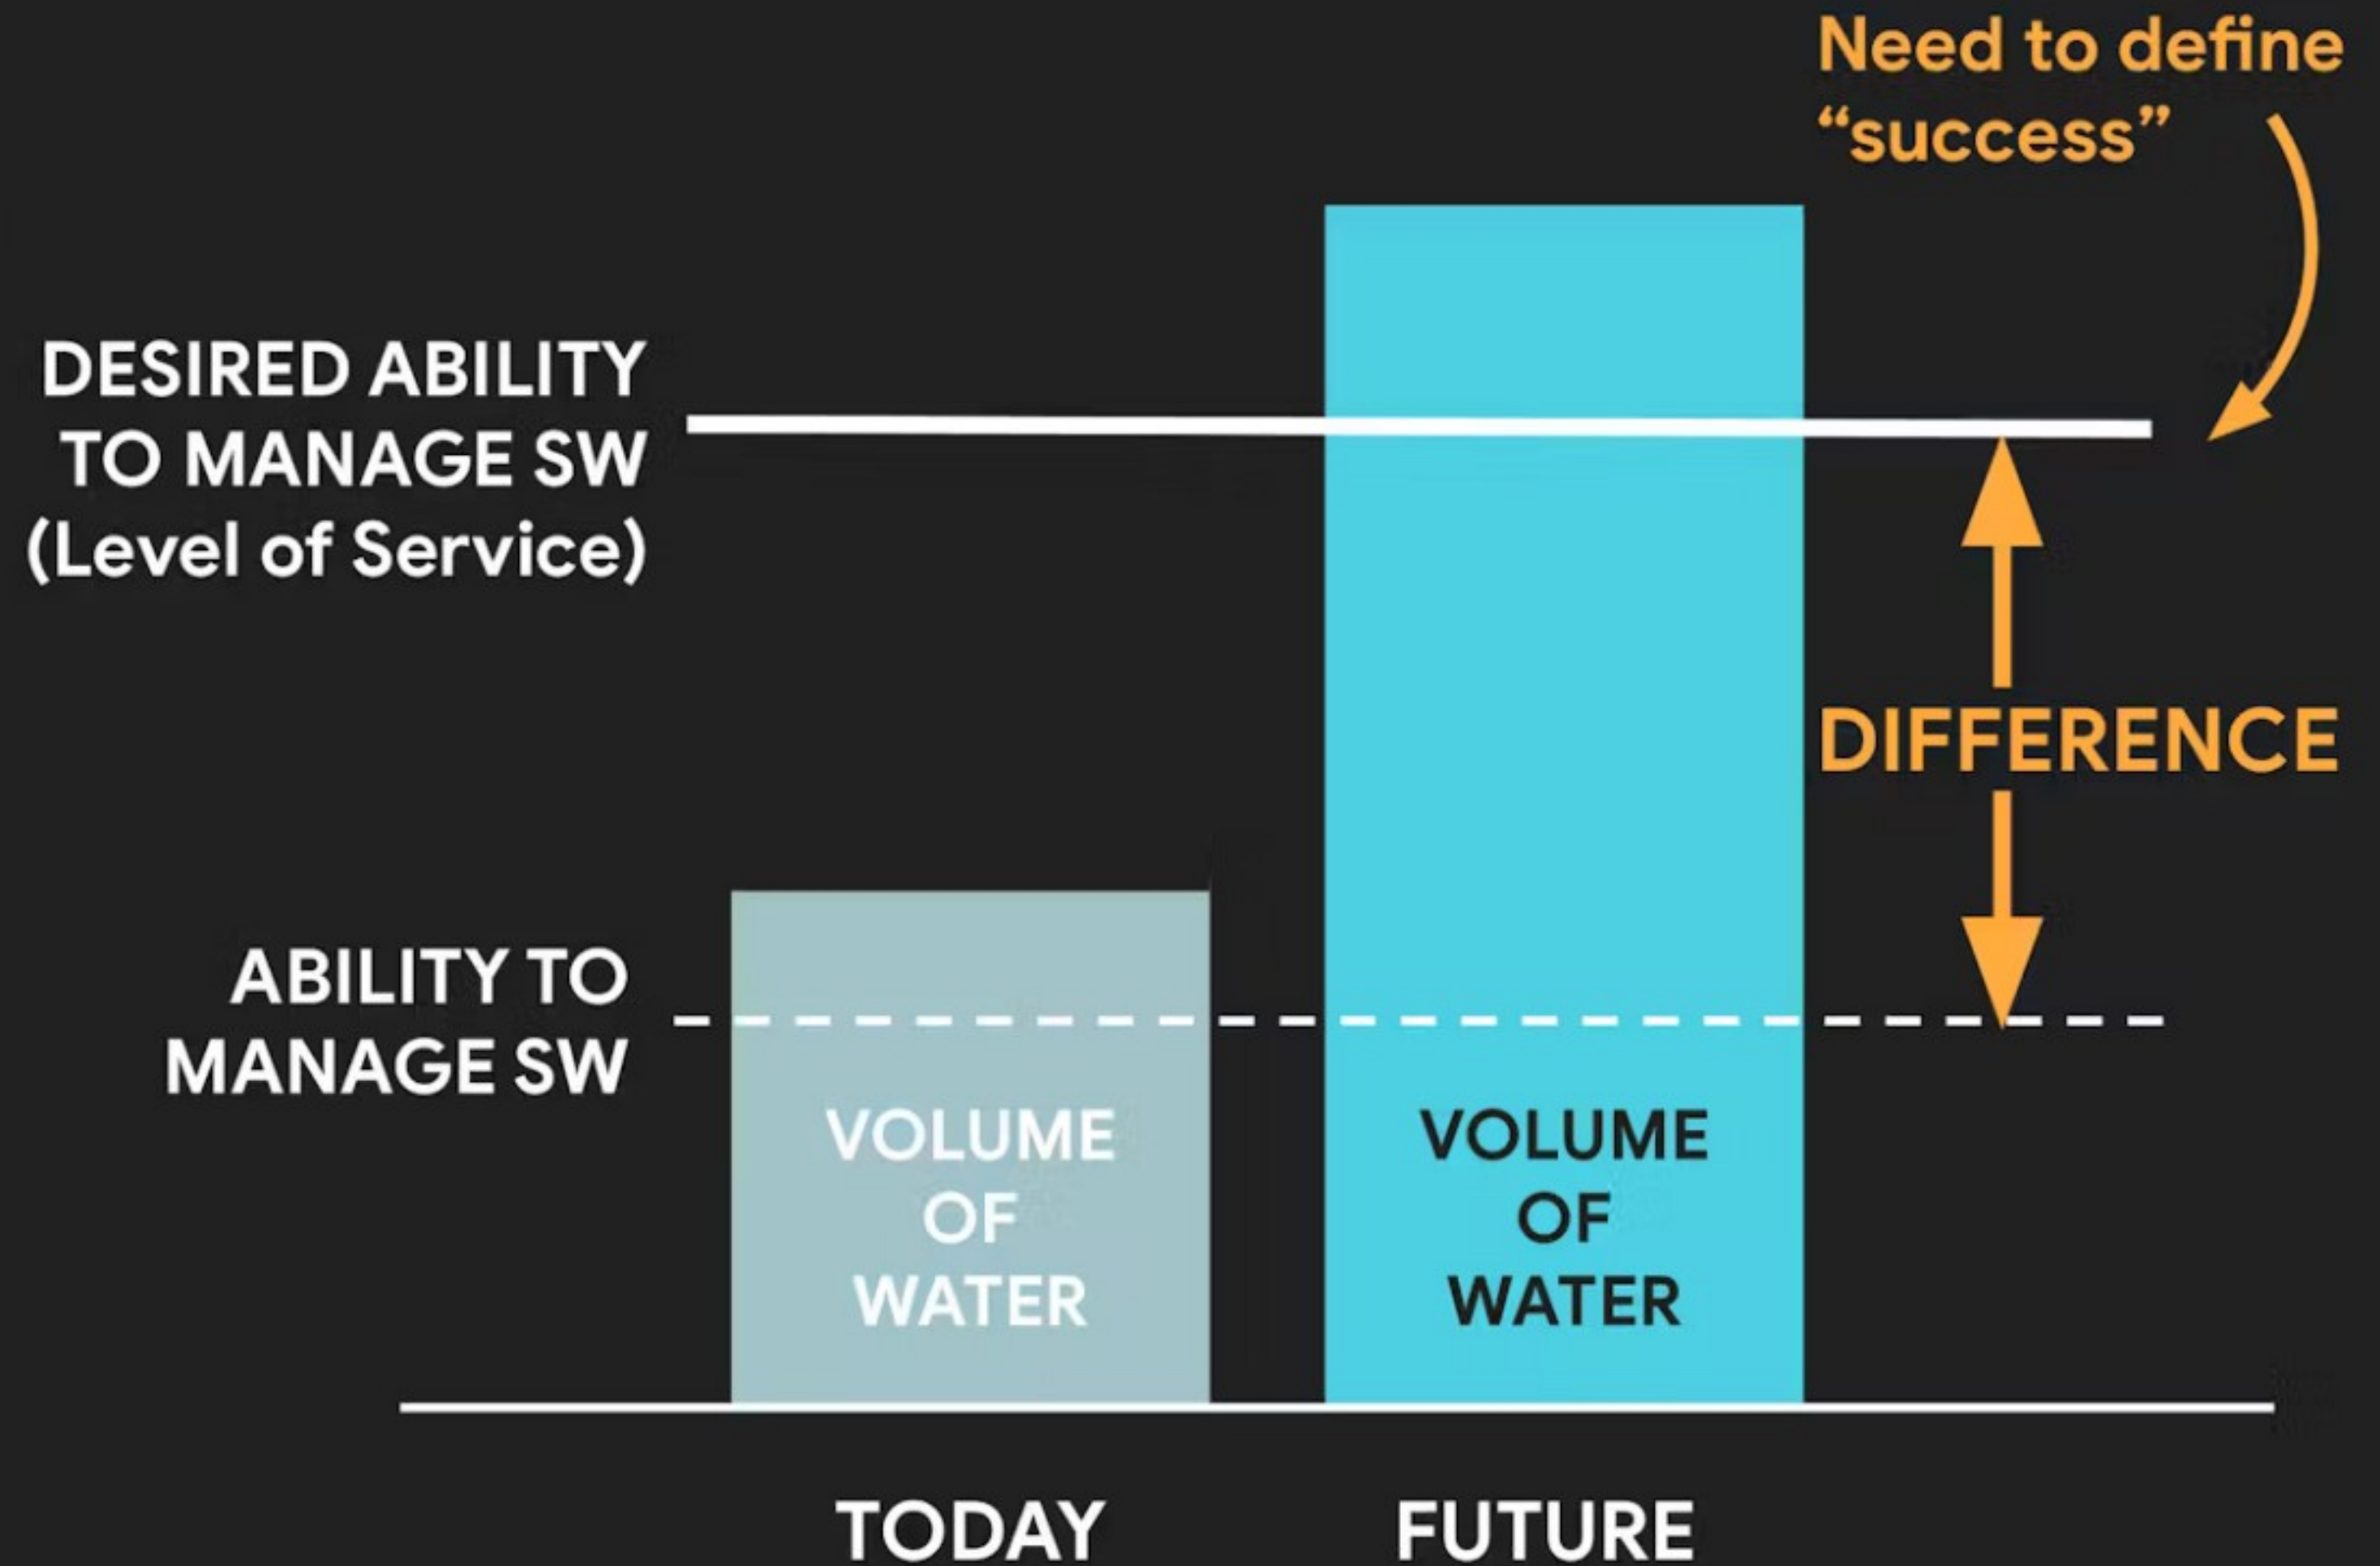 Need to define
“success”
DESIRED ABILITY
TO MANAGE SW
(Level of Service)
DIFFERENCE
ABILITY TO
MANAGE SW
VOLUME
OF
WATER
VOLUME
OF
WATER
TODAY
FUTURE